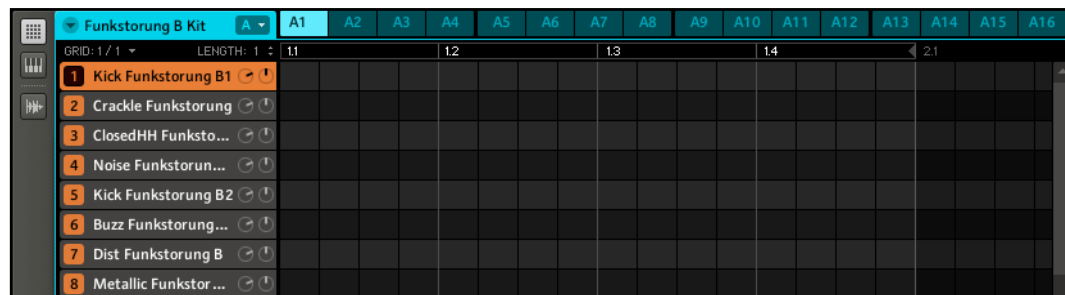 Funkstorung B Kit A A1 A2 A3 A4 A5 A6 A7 A8 A9 A10 A11 A12 A13 A14 A15 A16
GRID: 1 / 1 LENGTH: 1 1.1 1.2 1.3 1.4 2.1
1 Kick Funkstorung B1
2 Crackle Funkstorung
3 ClosedHH Funksto...
4 Noise Funkstorun...
5 Kick Funkstorung B2
6 Buzz Funkstorung...
7 Dist Funkstorung B
8 Metallic Funkstor...